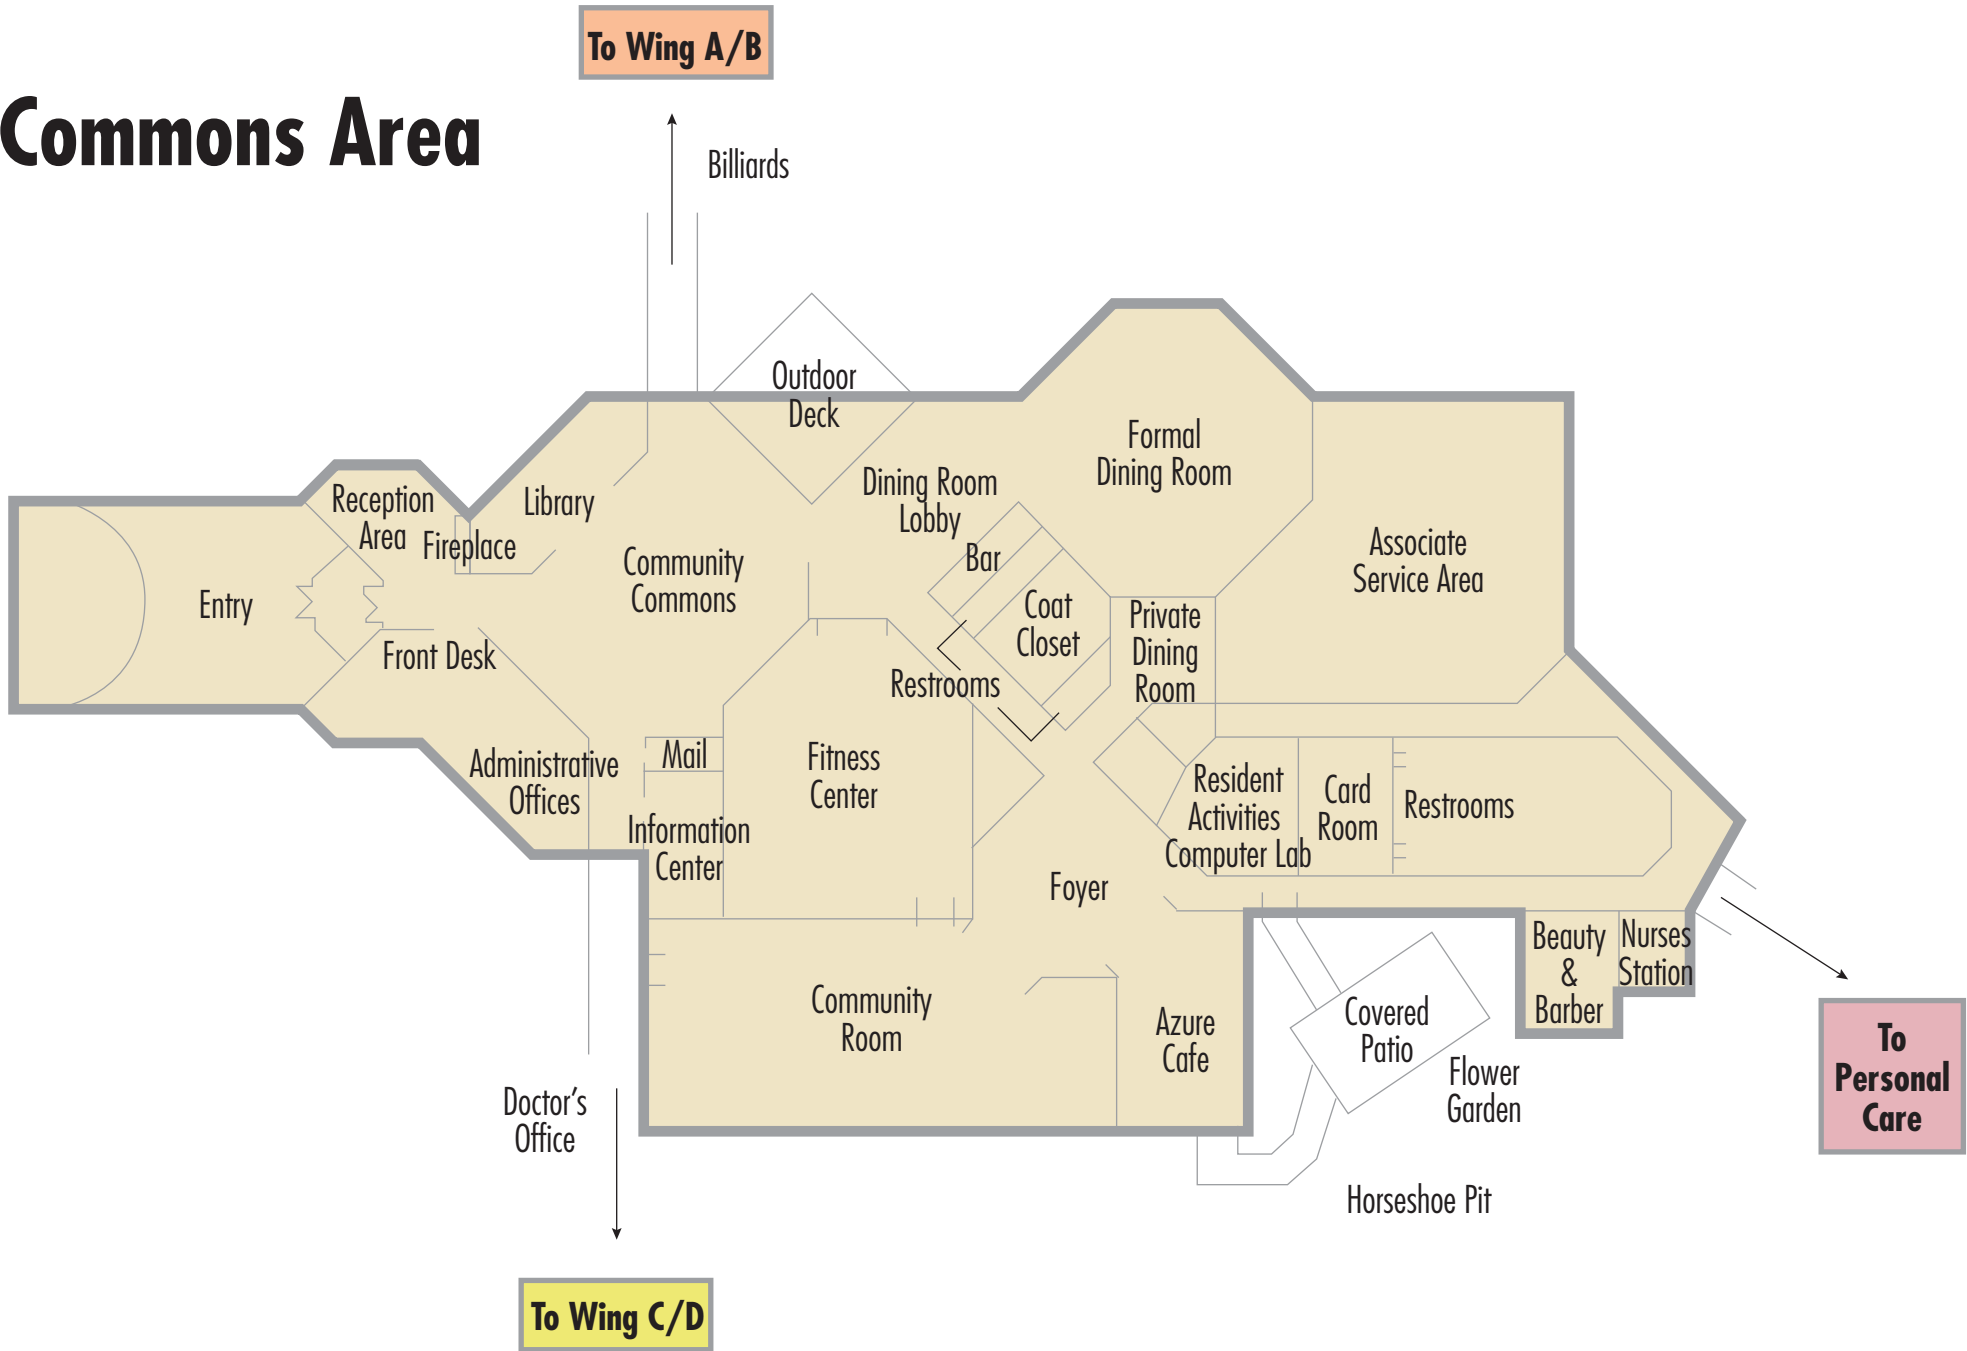 To Wing A/B
Commons Area
Billiards
Outdoor
Deck
Formal
Dining Room
Dining Room
Lobby
Reception
Area
Library
Fireplace
Bar
Community
Commons
Associate
Service Area
Entry
Coat
Closet
Private
Dining
Room
Front Desk
Restrooms
Mail
Administrative
Offices
Fitness
Center
Resident
Activities
Computer Lab
Card
Room
Restrooms
Information
Center
Foyer
Beauty
&
Barber
Nurses
Station
Community
Room
Azure
Cafe
Covered
Patio
Flower
Garden
To
Personal
Care
Doctor's
Office
Horseshoe Pit
To Wing C/D